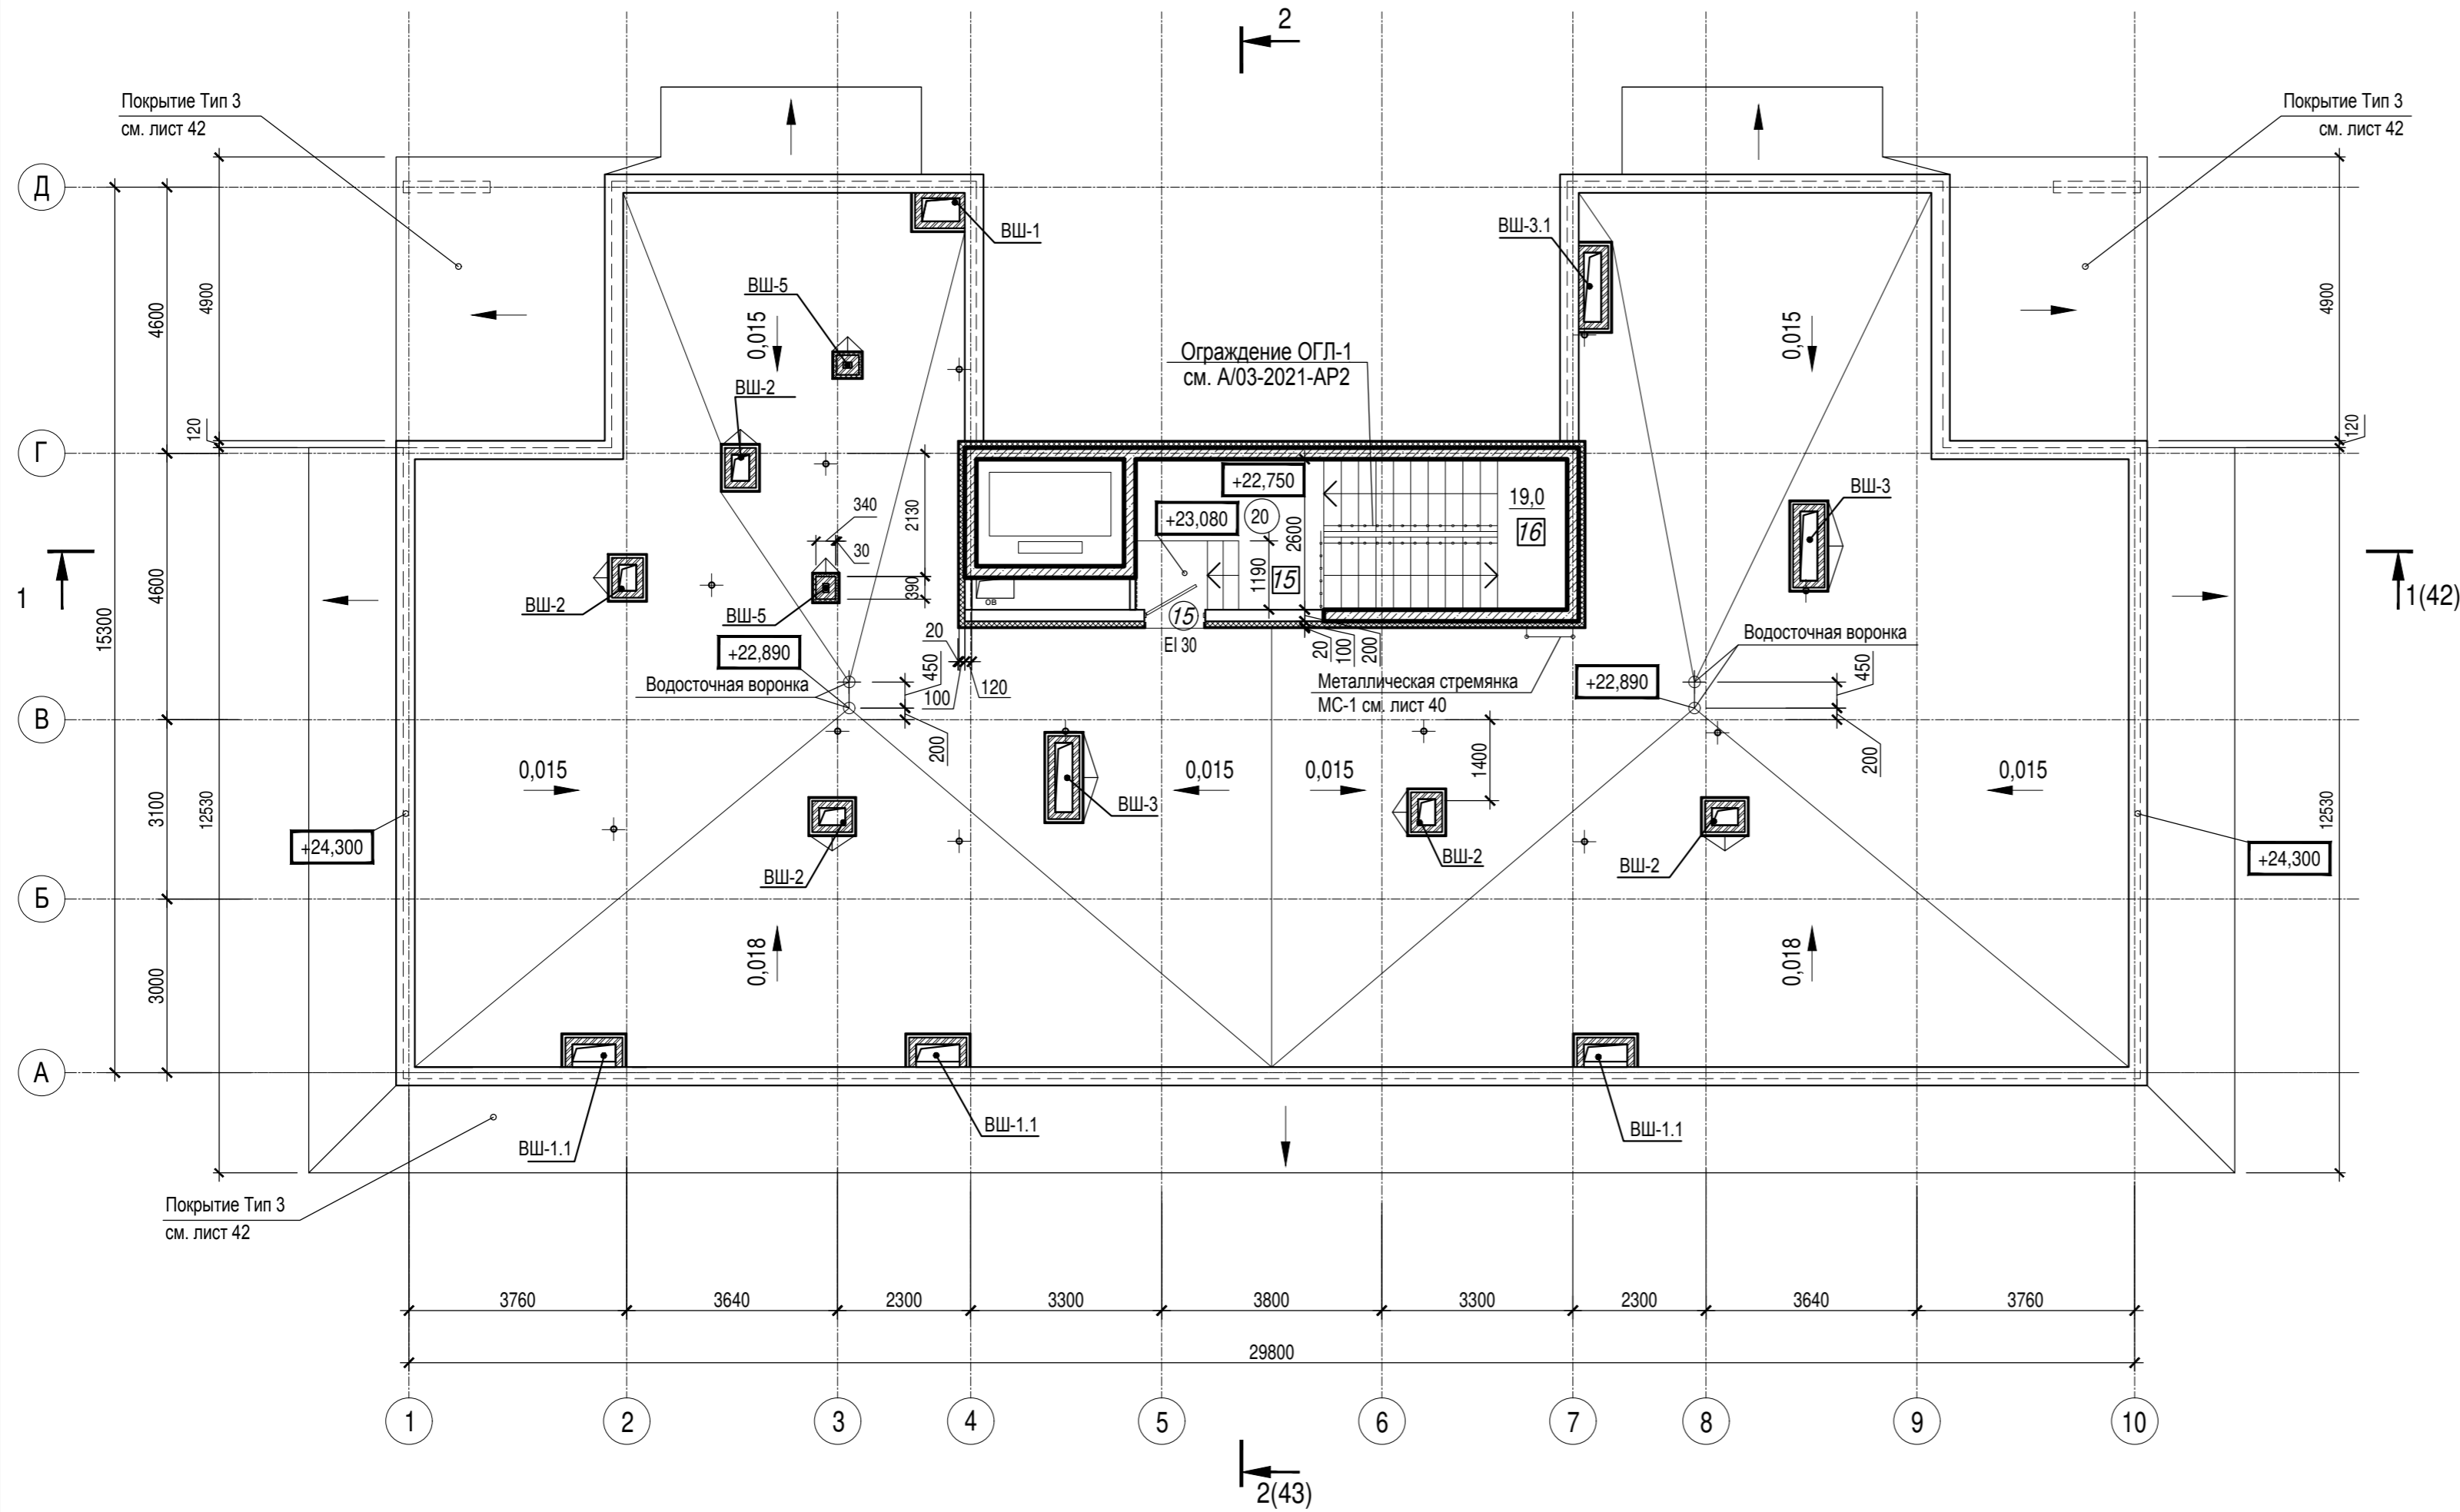 2
Покрытие Тип 3
см. лист 42
Покрытие Тип 3
см. лист 42
Д
ВШ-1
ВШ-3.1
ВШ-5
4900
4600
0,015
0,015
4900
Ограждение ОГЛ-1
см. А/03-2021-АР2
ВШ-2
120
120
Г
+22,750
19,0
16
ВШ-3
340
2130
+23,080
20
2600
30
1
15300
4600
ВШ-2
ВШ-5
390
ОВ
1190
15
15
EI 30
1(42)
20
+22,890
450
Водосточная воронка
100
120
20
100
200
Металлическая стремянка
МС-1 см. лист 40
+22,890
Водосточная воронка
450
В
200
1400
200
0,015
0,015
0,015
0,015
3100
12530
ВШ-3
12530
+24,300
ВШ-2
ВШ-2
ВШ-2
+24,300
Б
0,018
0,018
3000
А
ВШ-1.1
ВШ-1.1
ВШ-1.1
Покрытие Тип 3
см. лист 42
3760
3640
2300
3300
3800
3300
2300
3640
3760
29800
1
2
3
4
5
6
7
8
9
10
2(43)